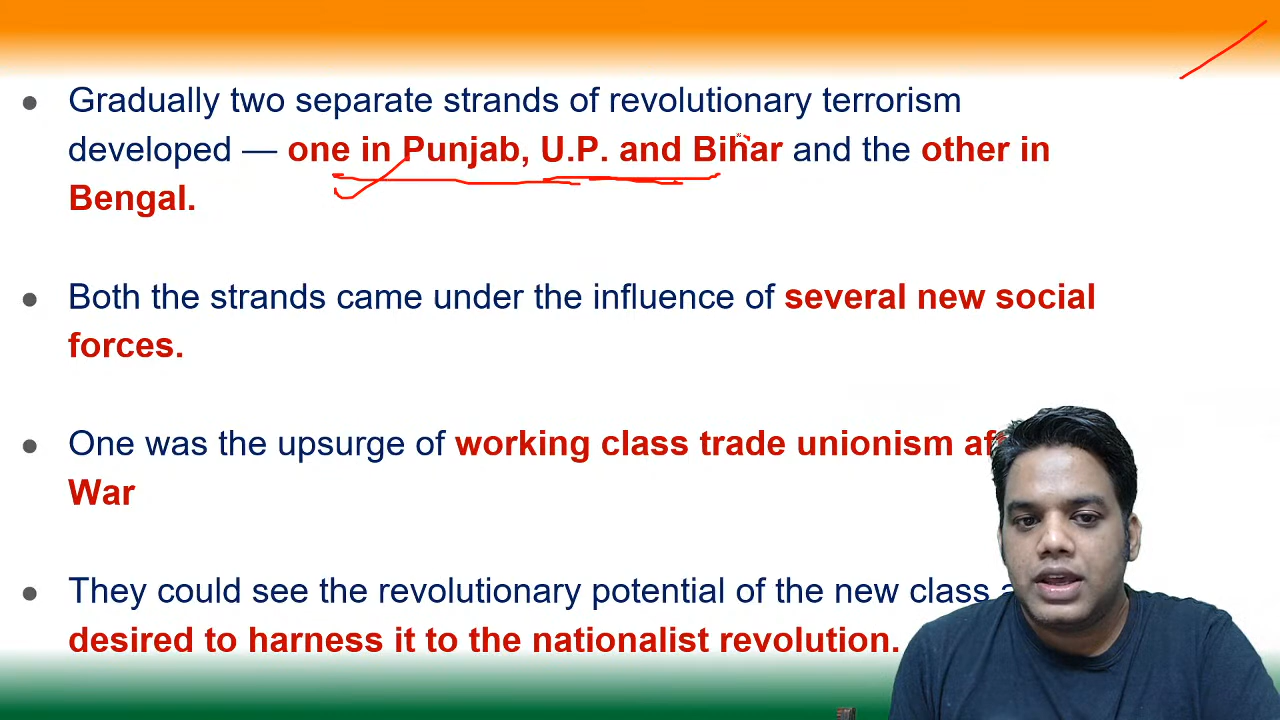 Gradually two separate strands of revolutionary terrorism
developed — one in Punjab, U.P. and Bihar and the other in
Bengal.
Both the strands came under the influence of several new social
forces.
One was the upsurge of working class trade unionism
War
They could see the revolutionary potential of the new class
desired to harness it to the nationalist revolution.